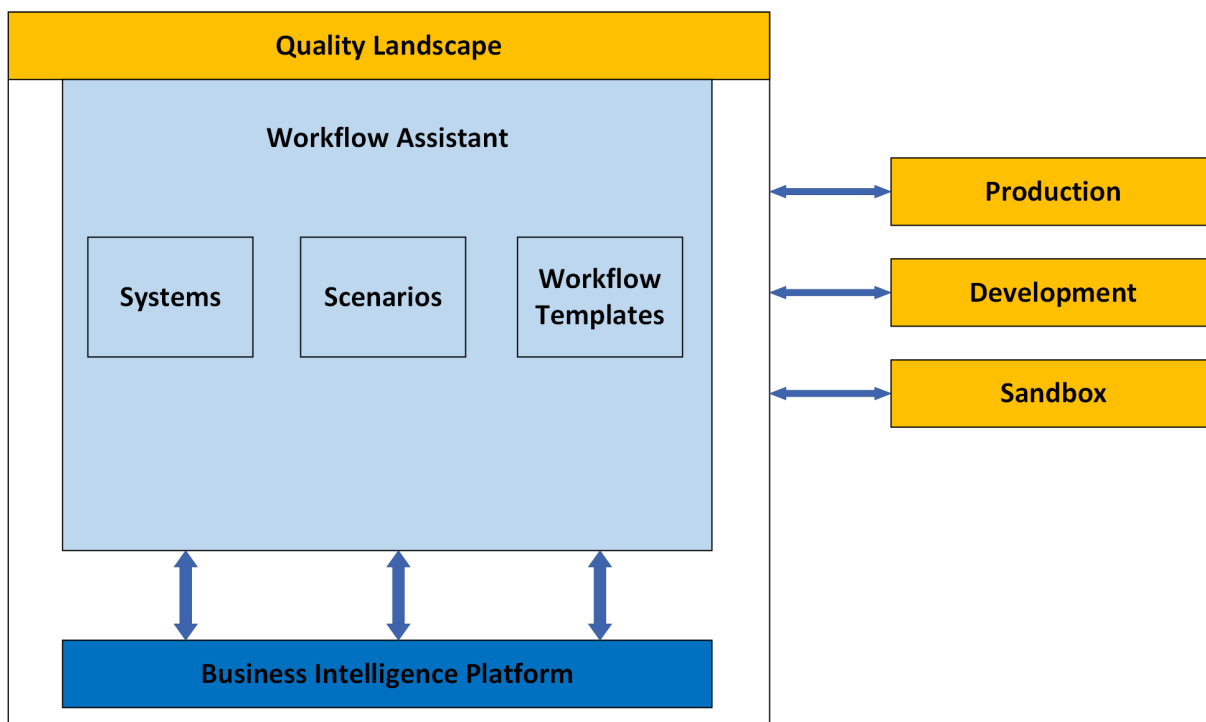 Quality Landscape
Workflow Assistant
Systems
Scenarios
Workflow
Templates
Business Intelligence Platform
Production
Development
Sandbox